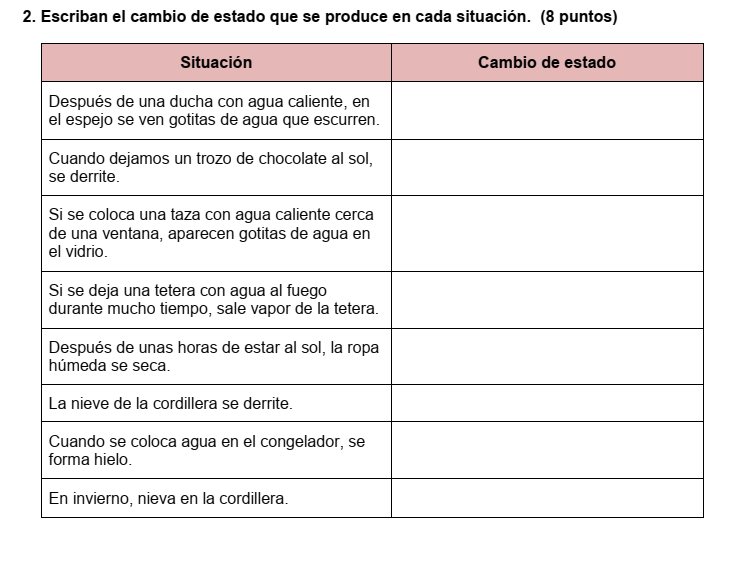 2. Escriban el cambio de estado que se produce en cada situación.  (8 puntos)
Situación
Cambio de estado
Después de una ducha con agua caliente, en
el espejo se ven gotitas de agua que escurren.
Cuando dejamos un trozo de chocolate al sol,
se derrite.
Si se coloca una taza con agua caliente cerca
de una ventana, aparecen gotitas de agua en
el vidrio.
Si se deja una tetera con agua al fuego
durante mucho tiempo, sale vapor de la tetera.
Después de unas horas de estar al sol, la ropa
húmeda se seca.
La nieve de la cordillera se derrite.
Cuando se coloca agua en el congelador, se
forma hielo.
En invierno, nieva en la cordillera.